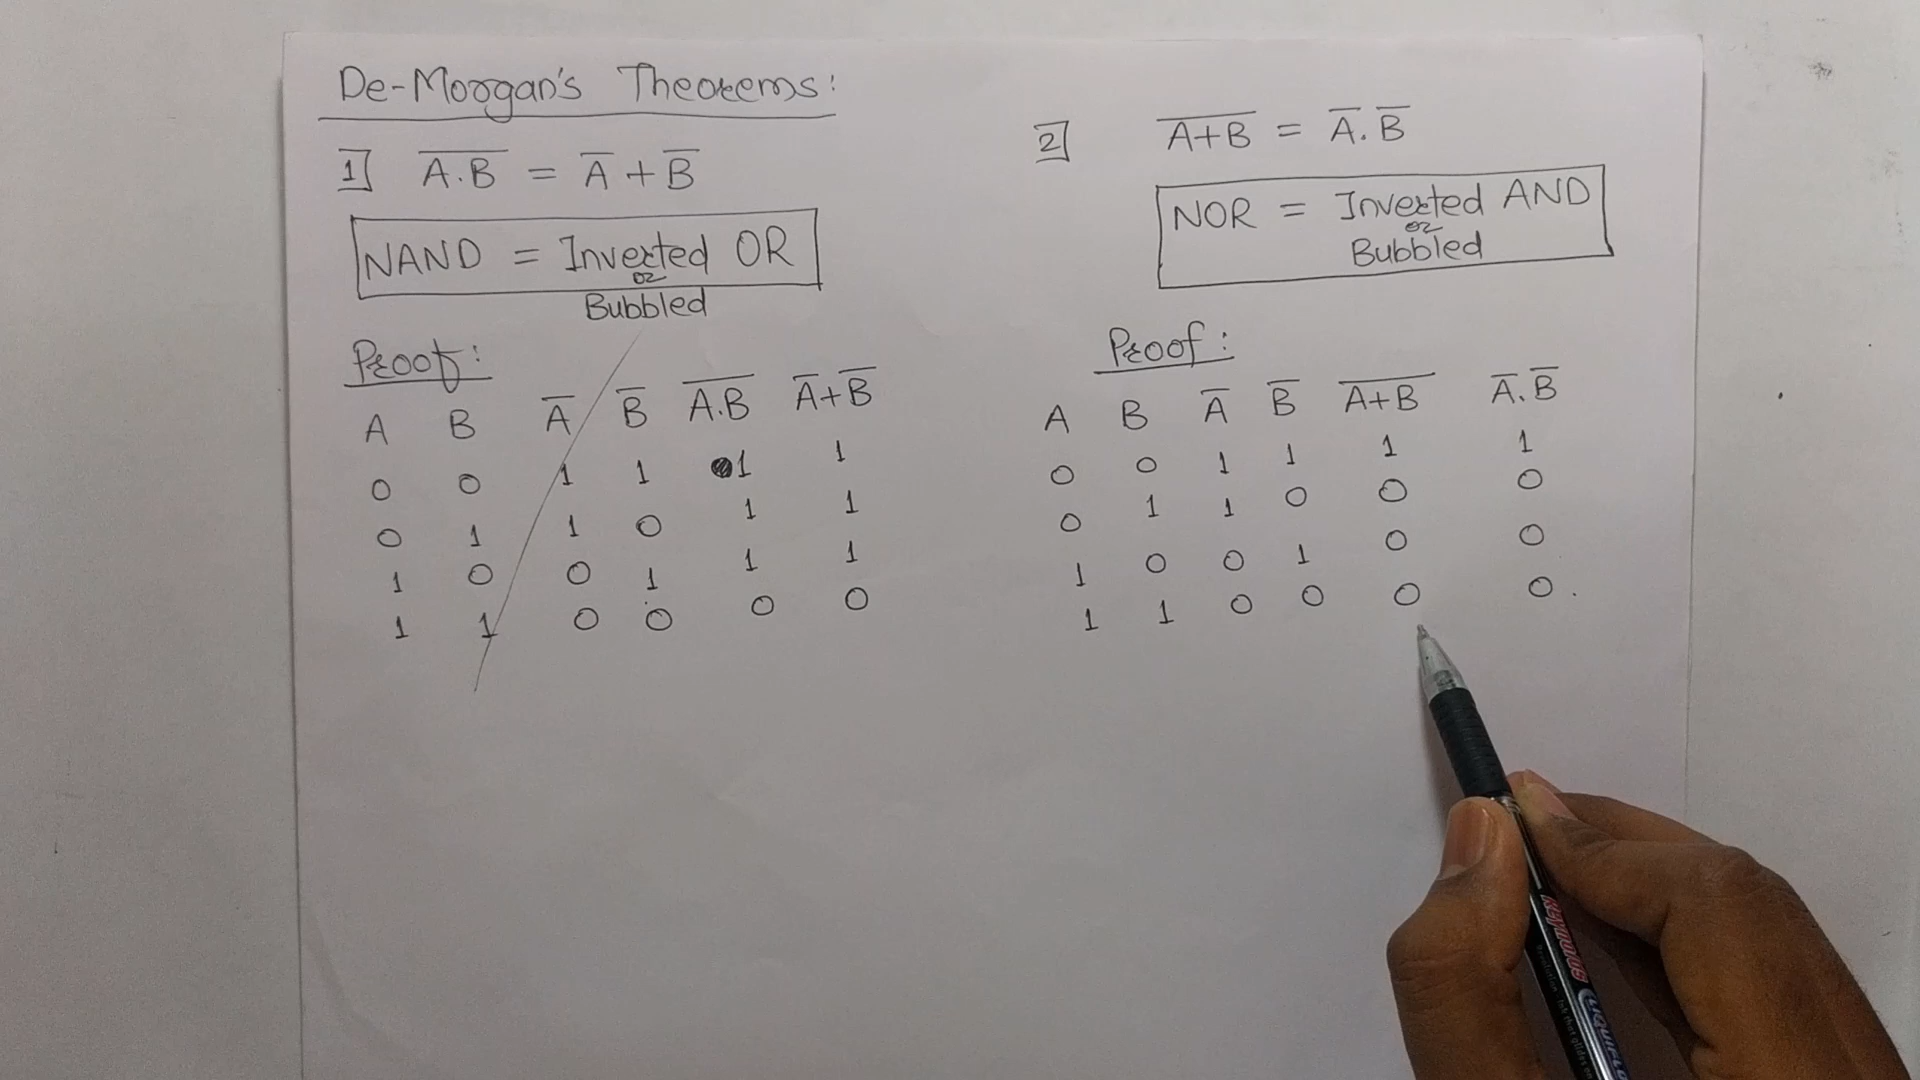 De-Morgan's Theorems:
1] A̅.̅B̅ = A̅ + B̅
NAND = Inverted OR
or
Bubbled
Proof:
A B A̅ B̅ A̅.̅B̅ A̅+B̅
0 0 1 1 1 1
0 1 1 0 1 1
1 0 0 1 1 1
1 1 0 0 0 0
2] A̅+̅B̅ = A̅.B̅
NOR = Inverted AND
or
Bubbled
Proof:
A B A̅ B̅ A̅+̅B̅ A̅.B̅
0 0 1 1 1 1
0 1 1 0 0 0
1 0 0 1 0 0
1 1 0 0 0 0.